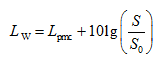 L_W = L_pmc + 10lg(S/S_0)